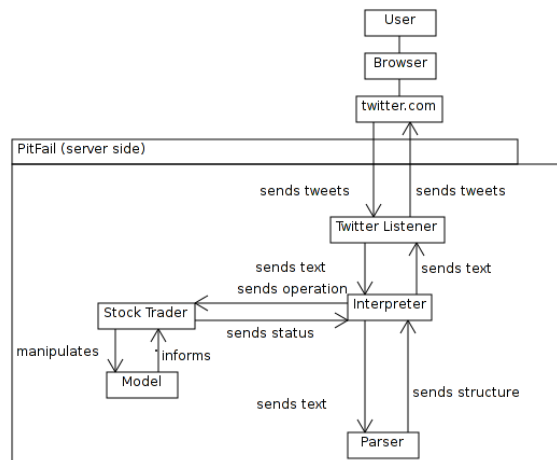 User
Browser
twitter.com
PitFail (server side)
sends tweets
sends tweets
Twitter Listener
sends text
sends text
sends operation
Interpreter
Stock Trader
sends status
manipulates
informs
Model
sends structure
sends text
Parser